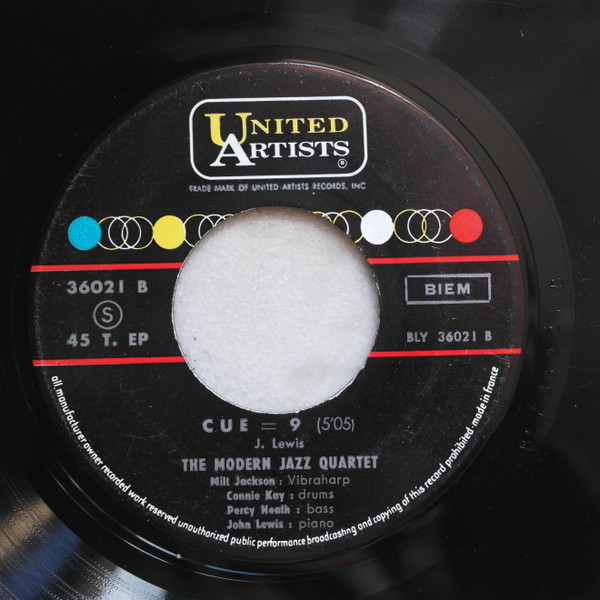 UNITED
ARTISTS
®
TRADE MARK OF UNITED ARTISTS RECORDS, INC
36021 B
BIEM
S
45 T. EP
BLY 36021 B
CUE = 9 (5'05)
J. Lewis
THE MODERN JAZZ QUARTET
Milt Jackson : Vibraharp
Connie Kay : drums
Percy Heath : bass
John Lewis : piano
all manufacturer owner recorded work reserved unauthorized public performance broadcasting and copying of this record prohibited made in france